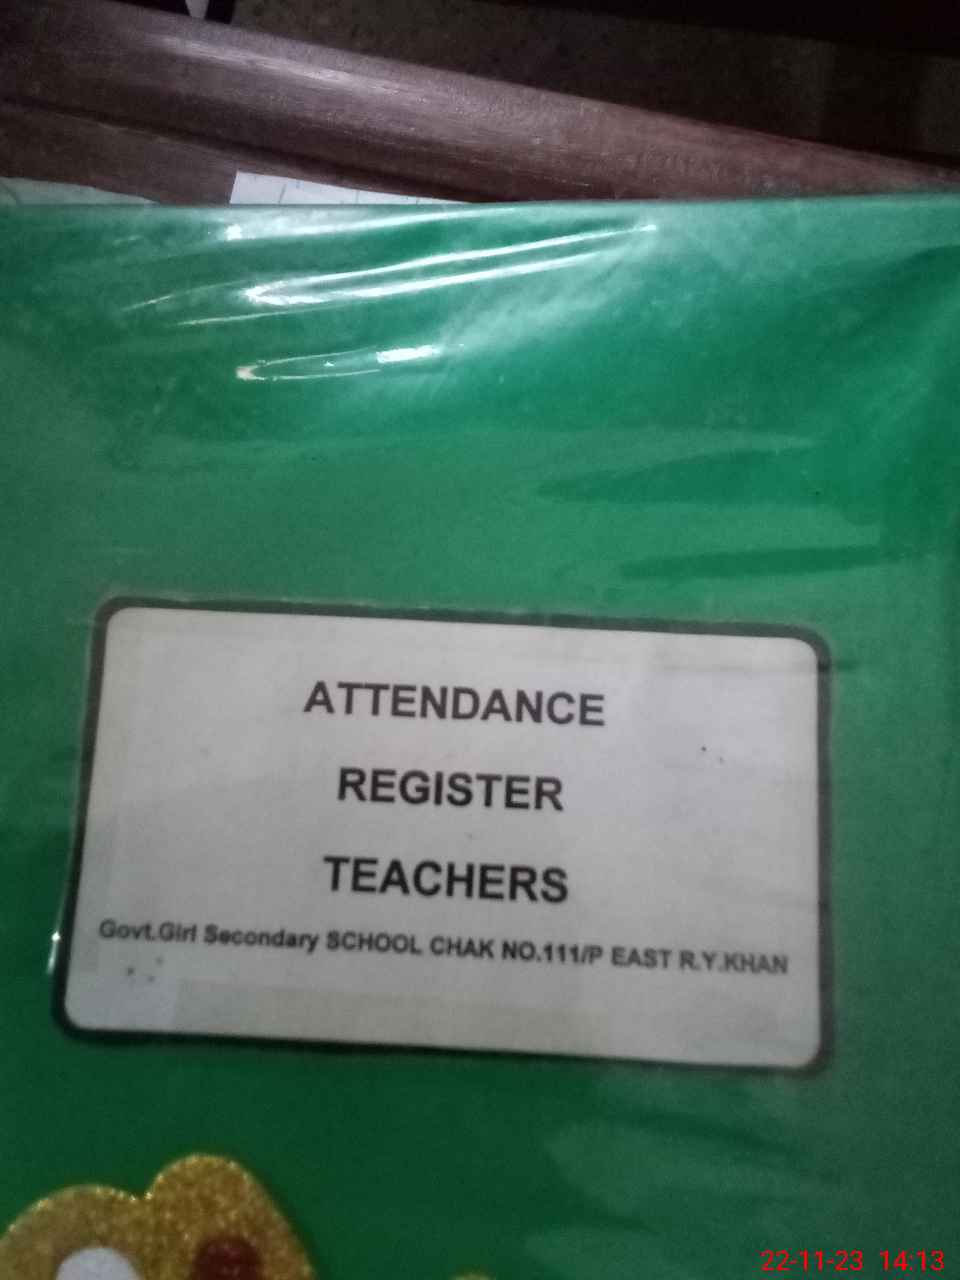 ATTENDANCE
REGISTER
TEACHERS
Govt.Girl Secondary SCHOOL CHAK NO.111/P EAST R.Y.KHAN
22-11-23 14:13